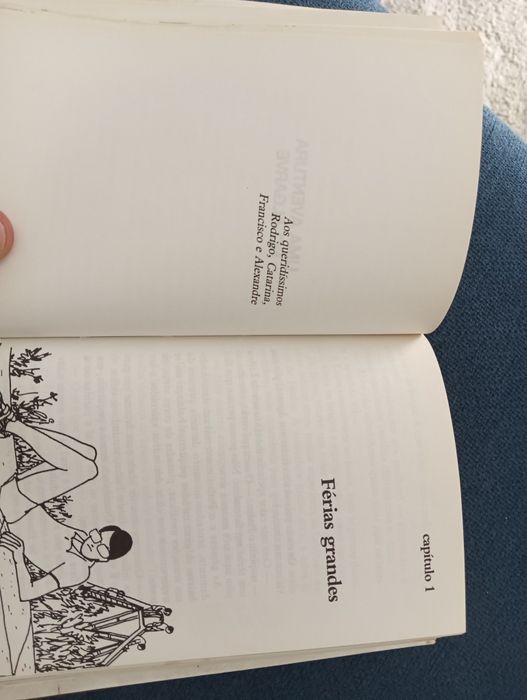 Aos queridíssimos
Rodrigo, Catarina,
Francisco e Alexandre
capítulo 1
Férias grandes